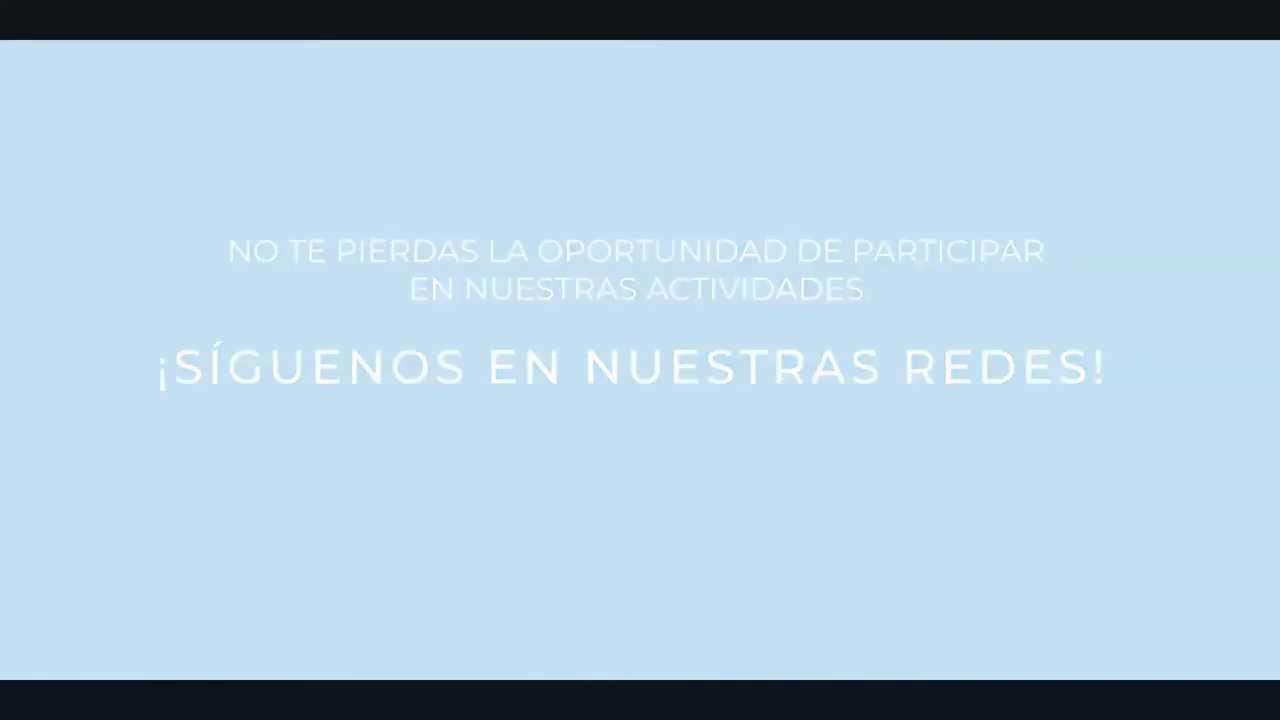 NO TE PIERDAS LA OPORTUNIDAD DE PARTICIPAR
EN NUESTRAS ACTIVIDADES.
¡SÍGUENOS EN NUESTRAS REDES!